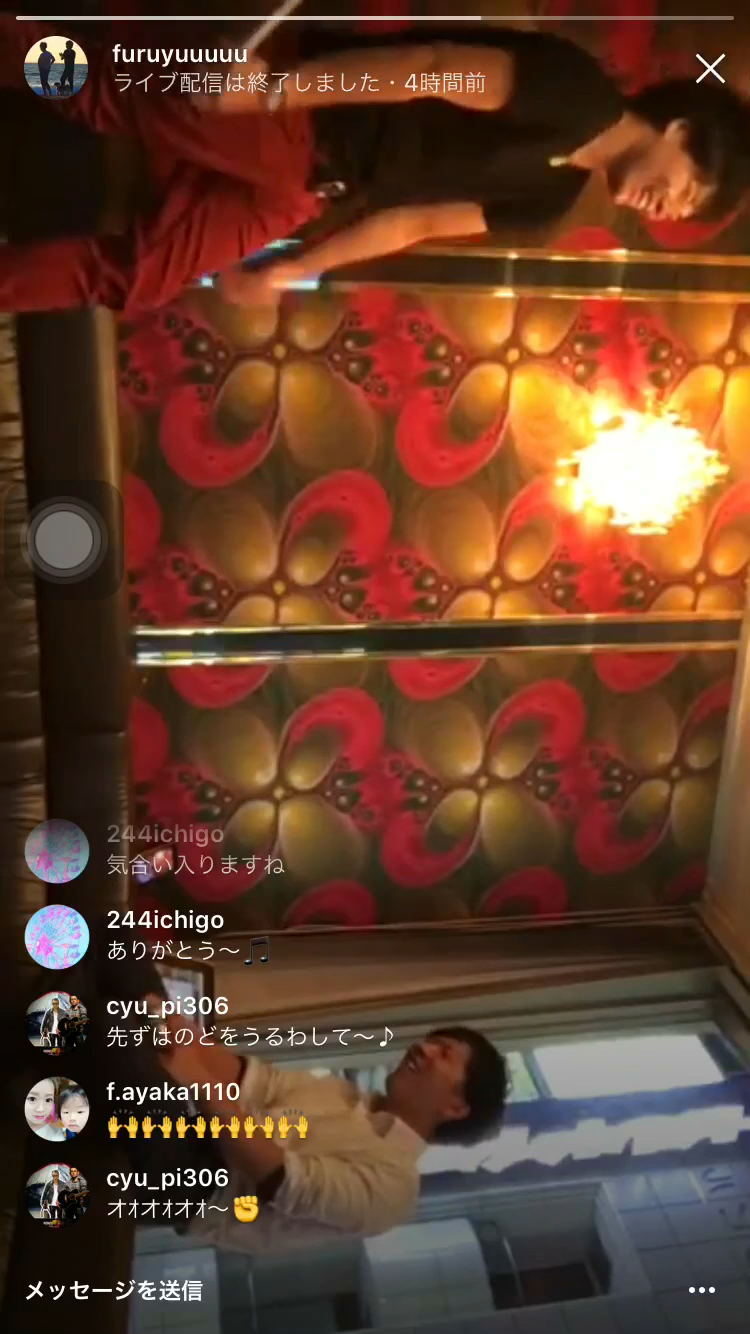 furuyuuuuu
ライブ配信は終了しました・4時間前
244ichigo
気合い入りますね
244ichigo
ありがとう〜🎵
cyu_pi306
先ずはのどをうるわして〜♪
f.ayaka1110
🙌🙌🙌🙌🙌🙌
cyu_pi306
オォオォオォ〜✊
メッセージを送信